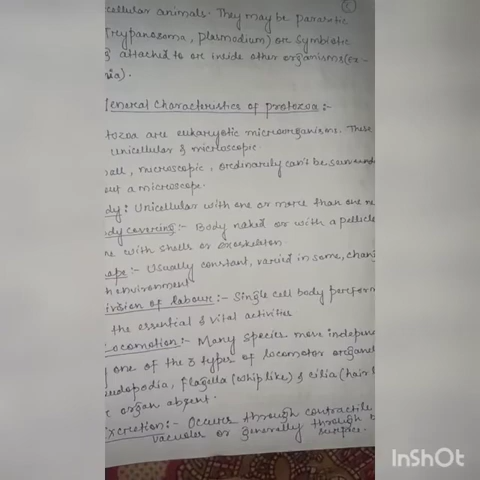 cellular animals. They may be parasitic
(Trypanosoma, plasmodium) or Symbiotic
& attached to or inside other organisms (ex-
General Characteristics of protozoa :-
tozoa are eukaryotic microorganisms. These
unicellular & microscopic.
all, microscopic, ordinarily can't be
out a microscope.
dy: Unicellular with one or more than one
dy covering:- Body naked or with a pellicle
with shells or exoskeleton
ape:- Usually constant, varied in some, chan
h environment
ivision of labour:- Single cell body perform
the essential & vital activities
Locomotion:- Many species move indepen
one of the 3 types of locomotor organel
eudopodia, flagella (whiplike) & cilia (hair l
organ absent.
Excretion:- Occurs through contractile
vacuoles or generally through
surface.
InShOt